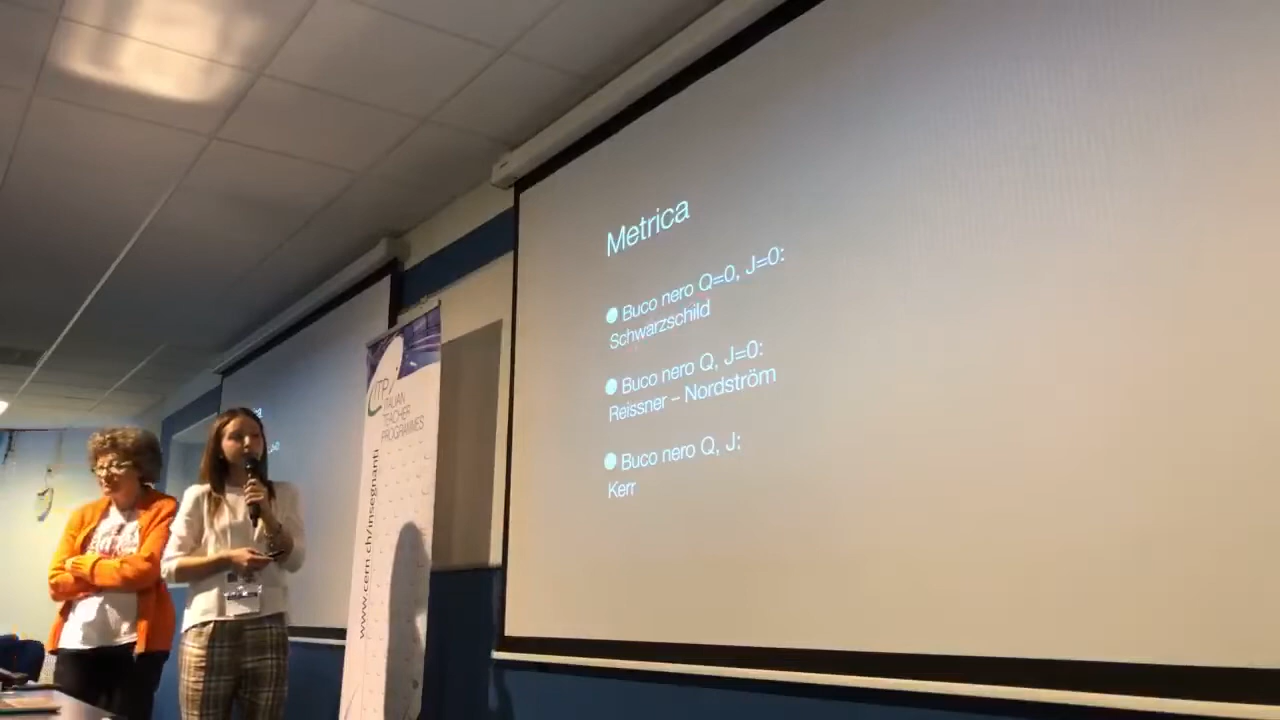 Metrica
Buco nero Q=0, J=0:
Schwarzschild
Buco nero Q, J=0:
Reissner – Nordström
Buco nero Q, J:
Kerr
ITP
ITALIAN
TEACHER
PROGRAMMES
www.cern.ch/insegnanti